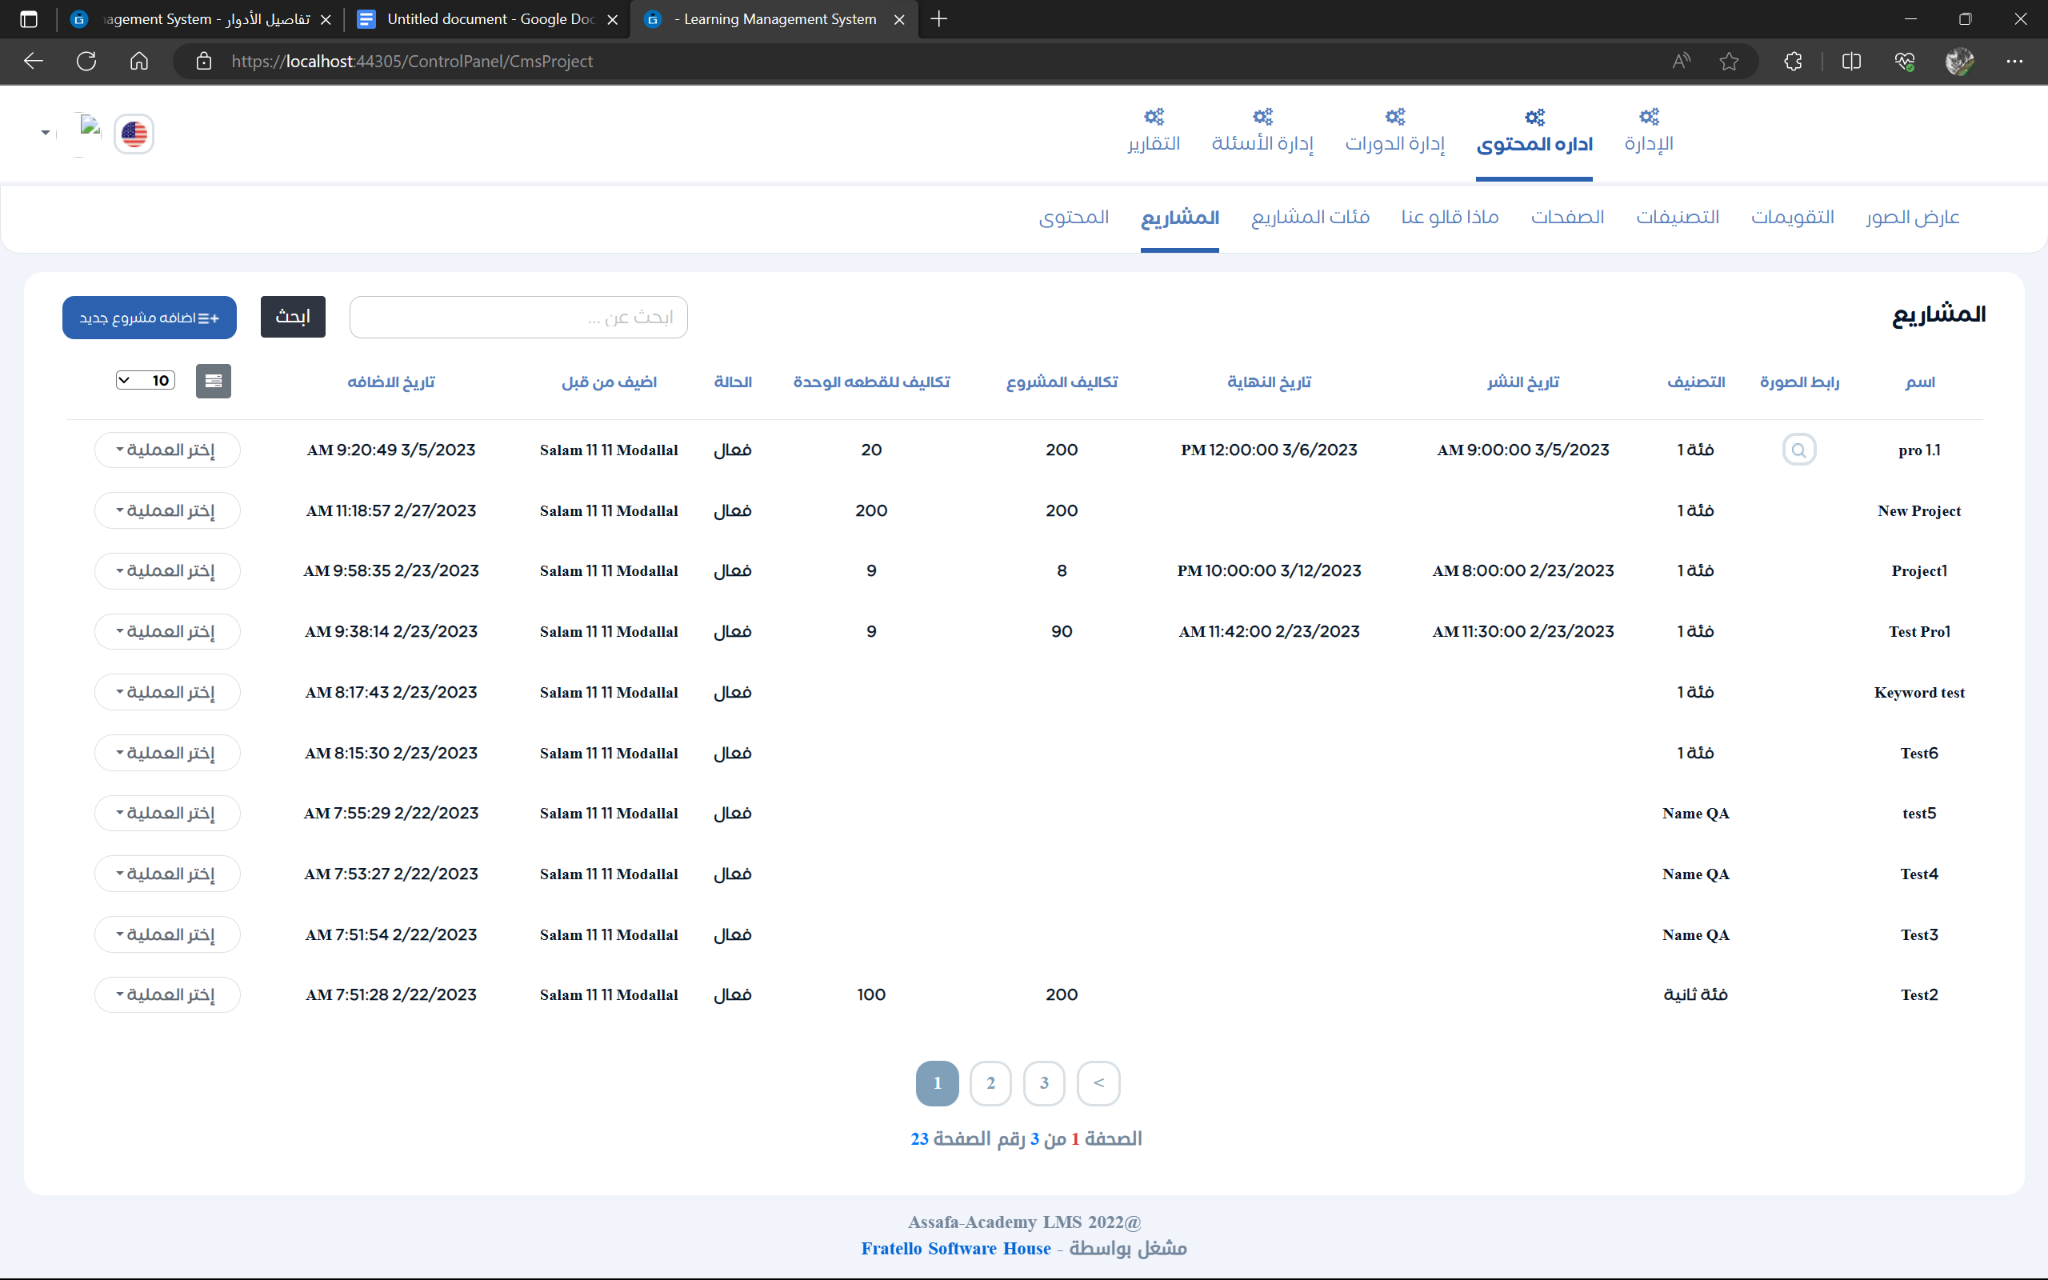 agement System - تفاصيل الأدوار
Untitled document - Google Doc
- Learning Management System
https://localhost:44305/ControlPanel/CmsProject
الإدارة اداره المحتوى إدارة الدورات إدارة الأسئلة التقارير
عارض الصور التقويمات التصنيفات الصفحات ماذا قالو عنا فئات المشاريع المشاريع المحتوى
المشاريع ابحث عن ... ابحث اضافه مشروع جديد
اسم رابط الصورة التصنيف تاريخ النشر تاريخ النهاية تكاليف المشروع تكاليف للقطعه الوحدة الحالة اضيف من قبل تاريخ الاضافه 10
pro 1.1 فئة 1 AM 9:00:00 3/5/2023 PM 12:00:00 3/6/2023 200 20 فعال Salam 11 11 Modallal AM 9:20:49 3/5/2023 إختر العملية
New Project فئة 1 200 200 فعال Salam 11 11 Modallal AM 11:18:57 2/27/2023 إختر العملية
Project1 فئة 1 AM 8:00:00 2/23/2023 PM 10:00:00 3/12/2023 8 9 فعال Salam 11 11 Modallal AM 9:58:35 2/23/2023 إختر العملية
Test Pro1 فئة 1 AM 11:30:00 2/23/2023 AM 11:42:00 2/23/2023 90 9 فعال Salam 11 11 Modallal AM 9:38:14 2/23/2023 إختر العملية
Keyword test فئة 1 فعال Salam 11 11 Modallal AM 8:17:43 2/23/2023 إختر العملية
Test6 فئة 1 فعال Salam 11 11 Modallal AM 8:15:30 2/23/2023 إختر العملية
test5 Name QA فعال Salam 11 11 Modallal AM 7:55:29 2/22/2023 إختر العملية
Test4 Name QA فعال Salam 11 11 Modallal AM 7:53:27 2/22/2023 إختر العملية
Test3 Name QA فعال Salam 11 11 Modallal AM 7:51:54 2/22/2023 إختر العملية
Test2 فئة ثانية 200 100 فعال Salam 11 11 Modallal AM 7:51:28 2/22/2023 إختر العملية
1 2 3 >
الصحفة 1 من 3 رقم الصفحة 23
Assafa-Academy LMS 2022@
مشغل بواسطة - Fratello Software House